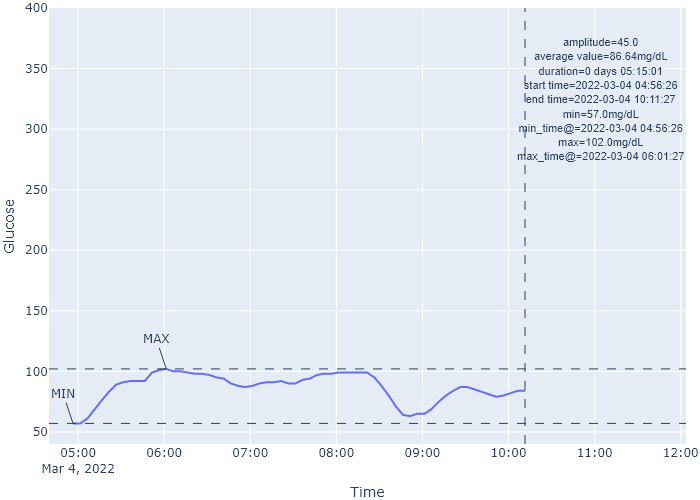 400
350
300
250
200
150
100
50
Glucose
amplitude=45.0
average value=86.64mg/dL
duration=0 days 05:15:01
start time=2022-03-04 04:56:26
end time=2022-03-04 10:11:27
min=57.0mg/dL
min_time@=2022-03-04 04:56:26
max=102.0mg/dL
max_time@=2022-03-04 06:01:27
MAX
MIN
05:00 06:00 07:00 08:00 09:00 10:00 11:00 12:00
Mar 4, 2022
Time